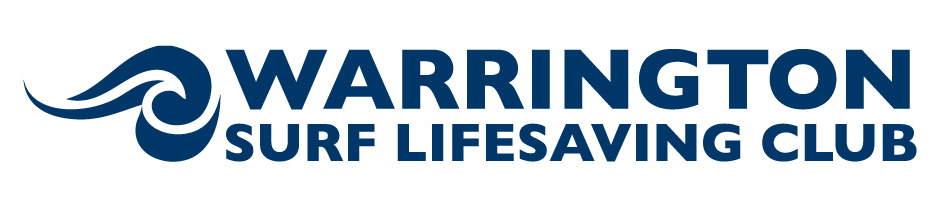 WARRINGTON
SURF LIFESAVING CLUB